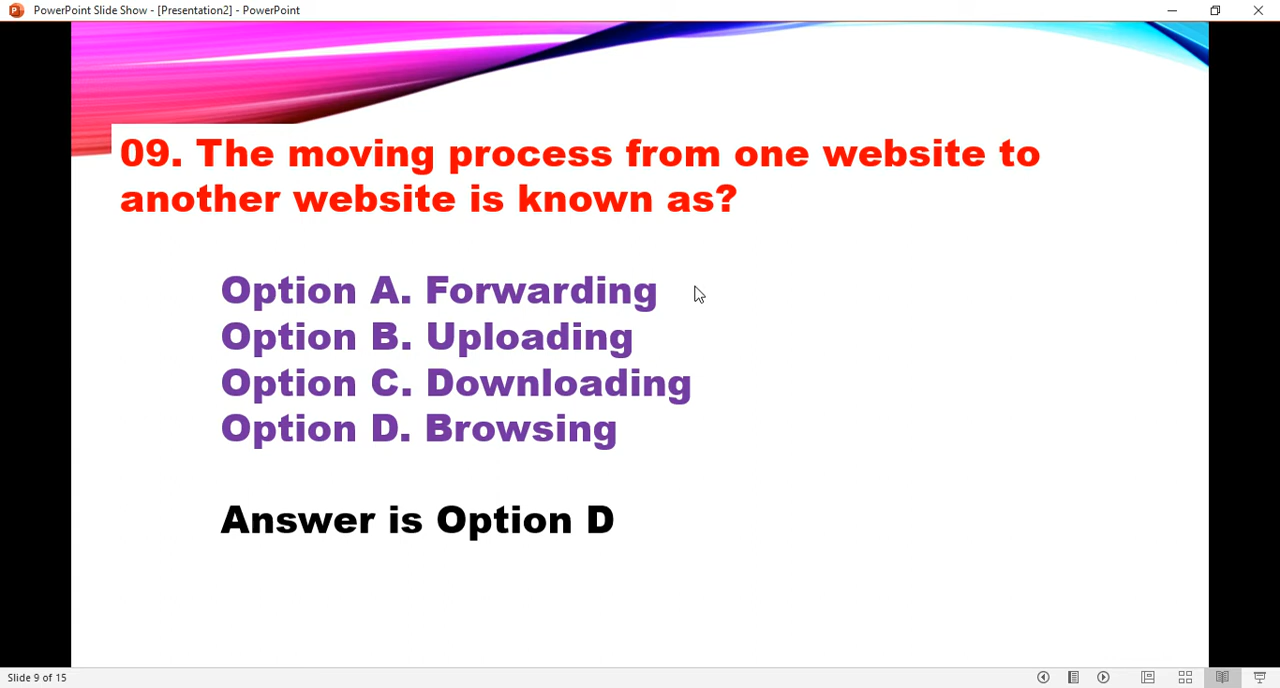 PowerPoint Slide Show - [Presentation2] - PowerPoint
09. The moving process from one website to
another website is known as?
Option A. Forwarding
Option B. Uploading
Option C. Downloading
Option D. Browsing
Answer is Option D
Slide 9 of 15